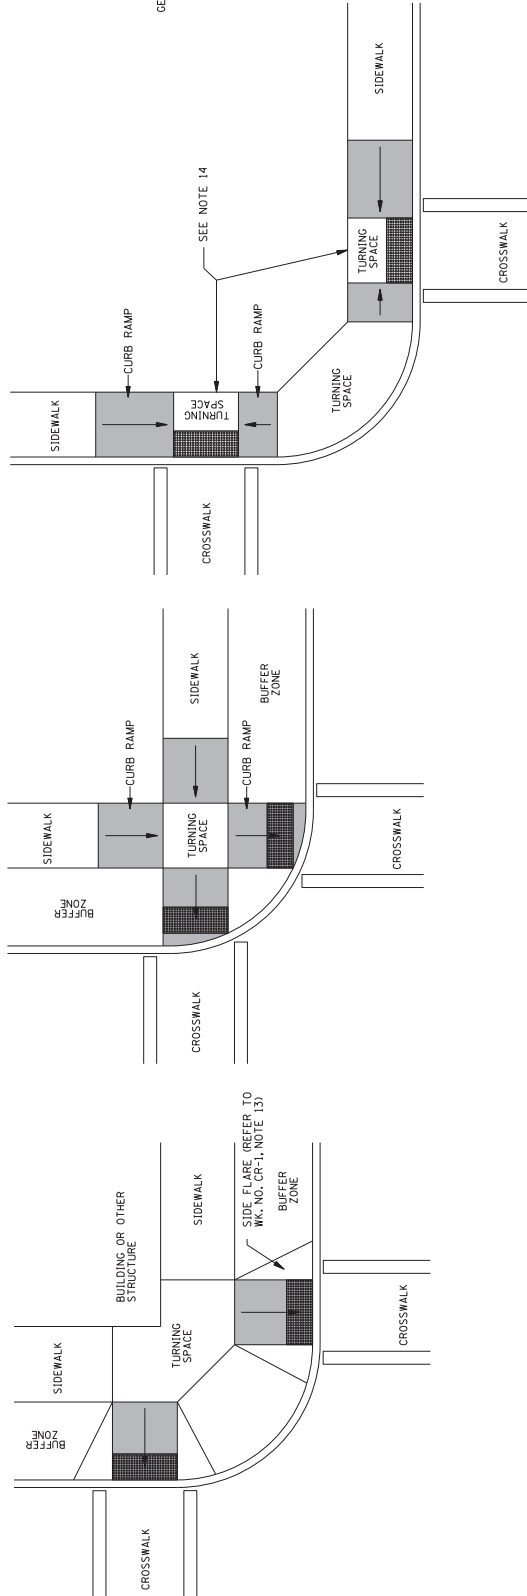 GE
SIDEWALK
SEE NOTE 14
TURNING
SPACE
CROSSWALK
CURB RAMP
CURB RAMP
TURNING
SPACE
SIDEWALK
TURNING
SPACE
CROSSWALK
SIDEWALK
BUFFER
ZONE
CURB RAMP
CURB RAMP
SIDEWALK
TURNING
SPACE
CROSSWALK
BUFFER
ZONE
CROSSWALK
SIDE FLARE (REFER TO
WK. NO. CR-1, NOTE 13)
SIDEWALK
BUFFER
ZONE
BUILDING OR OTHER
STRUCTURE
CROSSWALK
TURNING
SPACE
SIDEWALK
BUFFER
ZONE
CROSSWALK